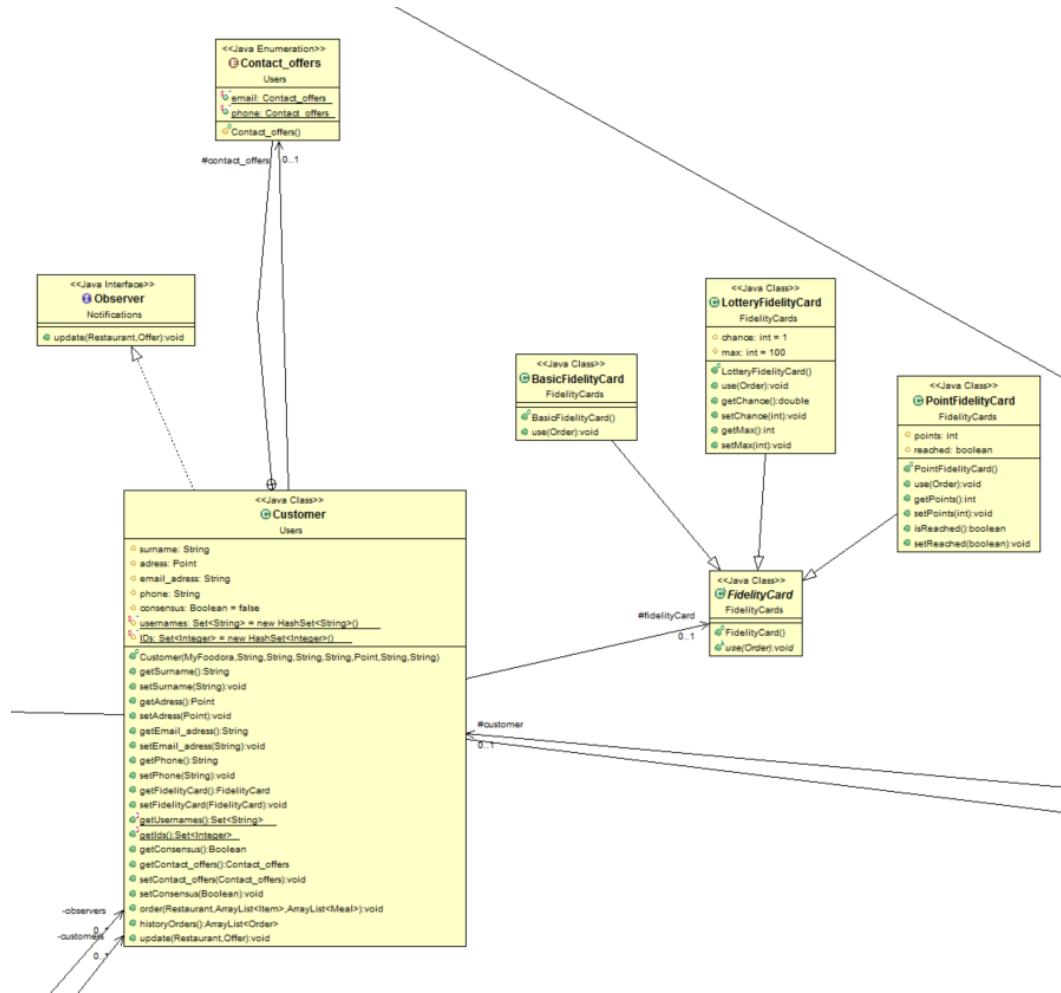 <<Java Enumeration>>
Contact_offers
Users
email: Contact_offers
phone: Contact_offers
Contact_offers()
#contact_offers
0..1
<<Java Interface>>
Observer
Notifications
update(Restaurant,Offer):void
<<Java Class>>
BasicFidelityCard
FidelityCards
BasicFidelityCard()
use(Order):void
<<Java Class>>
LotteryFidelityCard
FidelityCards
chance: int = 1
max: int = 100
LotteryFidelityCard()
use(Order):void
getChance():double
setChance(int):void
getMax():int
setMax(int):void
<<Java Class>>
PointFidelityCard
FidelityCards
points: int
reached: boolean
PointFidelityCard()
use(Order):void
getPoints():int
setPoints(int):void
isReached():boolean
setReached(boolean):void
<<Java Class>>
FidelityCard
FidelityCards
FidelityCard()
use(Order):void
#fidelityCard
0..1
<<Java Class>>
Customer
Users
surname: String
adress: Point
email_adress: String
phone: String
consensus: Boolean = false
usernames: Set<String> = new HashSet<String>()
IDs: Set<Integer> = new HashSet<Integer>()
Customer(MyFoodora,String,String,String,String,Point,String,String)
getSurname():String
setSurname(String):void
getAdress():Point
setAdress(Point):void
getEmail_adress():String
setEmail_adress(String):void
getPhone():String
setPhone(String):void
getFidelityCard():FidelityCard
setFidelityCard(FidelityCard):void
getUsernames():Set<String>
getIds():Set<Integer>
getConsensus():Boolean
getContact_offers():Contact_offers
setContact_offers(Contact_offers):void
setConsensus(Boolean):void
order(Restaurant,ArrayList<Item>,ArrayList<Meal>):void
historyOrders():ArrayList<Order>
update(Restaurant,Offer):void
#customer
0..1
-observers
0..*
-customers
0..1